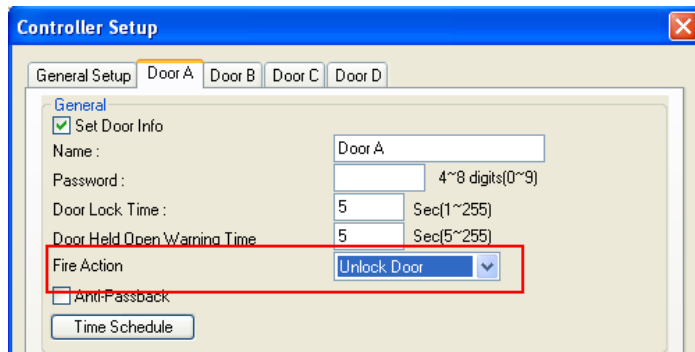 Controller Setup
General Setup Door A Door B Door C Door D
General
Set Door Info
Name : Door A
Password : 4~8 digits(0~9)
Door Lock Time : 5 Sec(1~255)
Door Held Open Warning Time 5 Sec(5~255)
Fire Action Unlock Door
Anti-Passback
Time Schedule